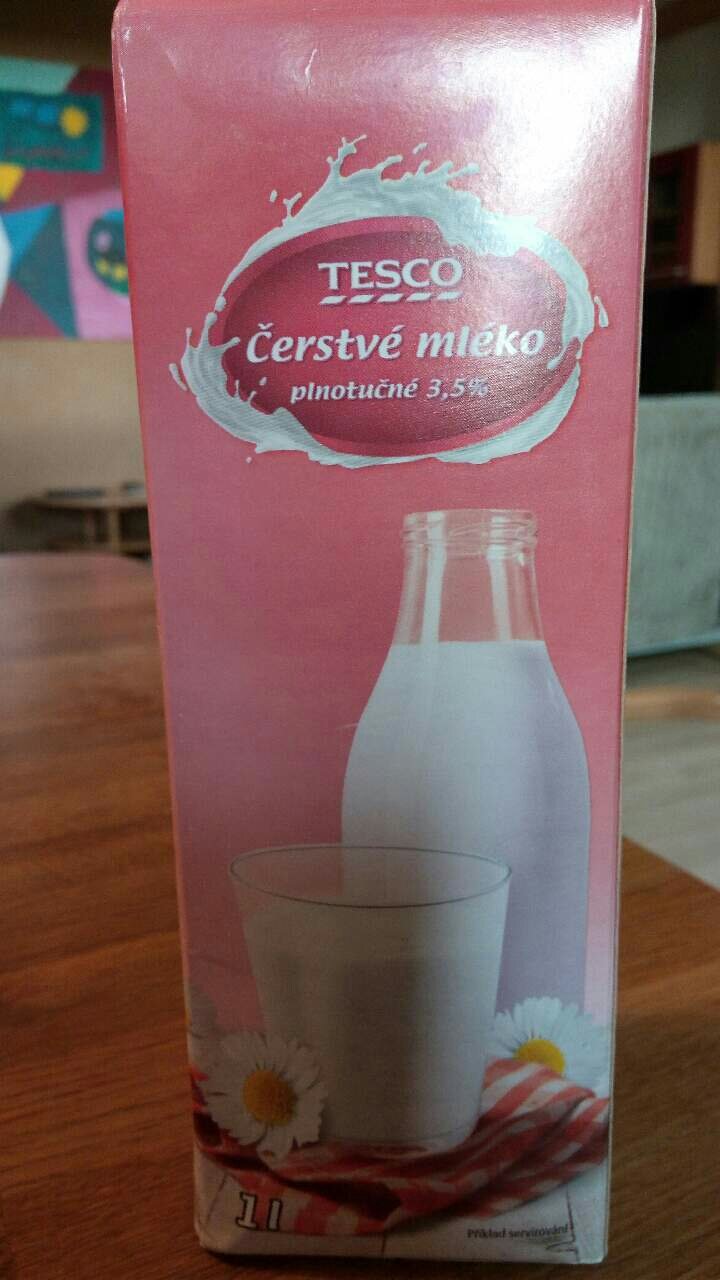 TESCO
Čerstvé mléko
plnotučné 3,5%
1l
Příklad servírování